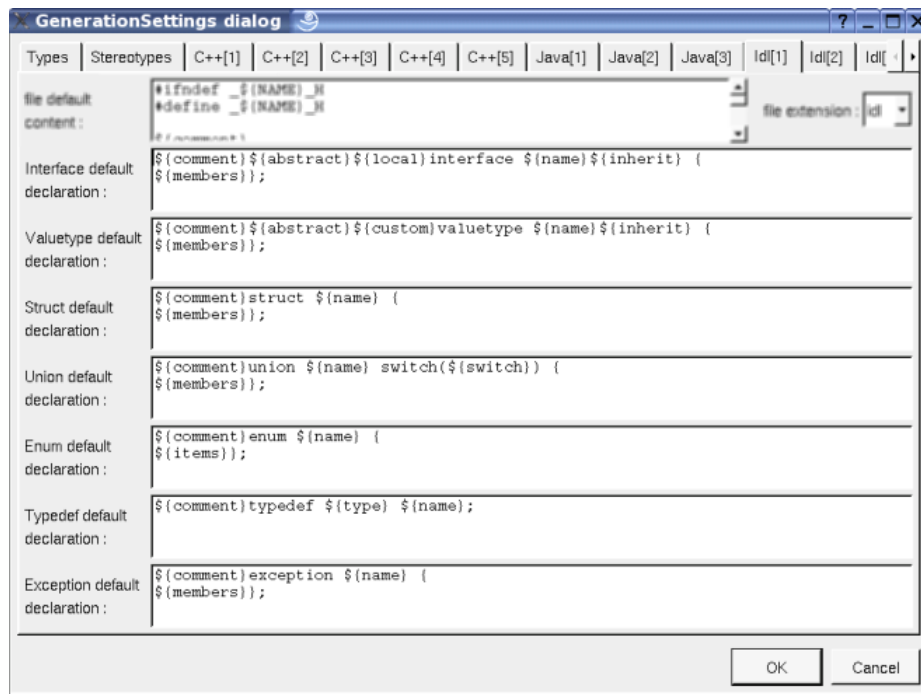 GenerationSettings dialog
Types Stereotypes C++[1] C++[2] C++[3] C++[4] C++[5] Java[1] Java[2] Java[3] Idl[1] Idl[2] Idl[
file default
content :
#ifndef _${NAME}_H
#define _${NAME}_H
${comment}
file extension : idl
Interface default
declaration :
${comment}${abstract}${local}interface ${name}${inherit} {
${members}};
Valuetype default
declaration :
${comment}${abstract}${custom}valuetype ${name}${inherit} {
${members}};
Struct default
declaration :
${comment}struct ${name} {
${members}};
Union default
declaration :
${comment}union ${name} switch(${switch}) {
${members}};
Enum default
declaration :
${comment}enum ${name} {
${items}};
Typedef default
declaration :
${comment}typedef ${type} ${name};
Exception default
declaration :
${comment}exception ${name} {
${members}};
OK Cancel